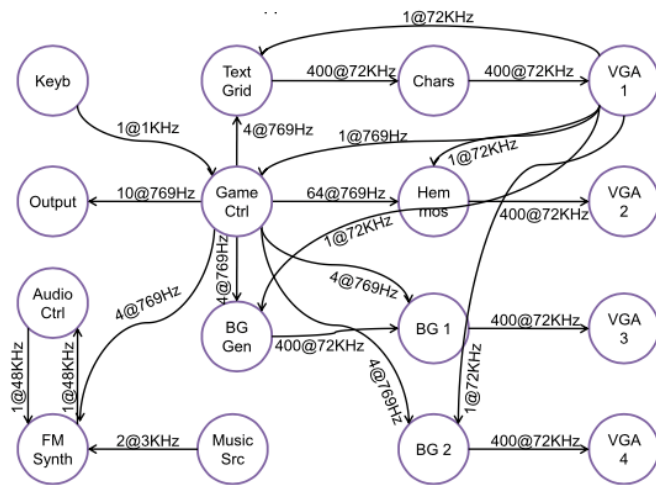 1@72KHz
Keyb
Text
Grid
400@72KHz
Chars
400@72KHz
VGA
1
1@1KHz
4@769Hz
1@769Hz
1@72KHz
Output
10@769Hz
Game
Ctrl
64@769Hz
Hem
mos
400@72KHz
VGA
2
1@72KHz
4@769Hz
4@769Hz
4@769Hz
Audio
Ctrl
BG
Gen
400@72KHz
BG 1
400@72KHz
VGA
3
1@48KHz
1@48KHz
4@769Hz
1@72KHz
FM
Synth
2@3KHz
Music
Src
BG 2
400@72KHz
VGA
4